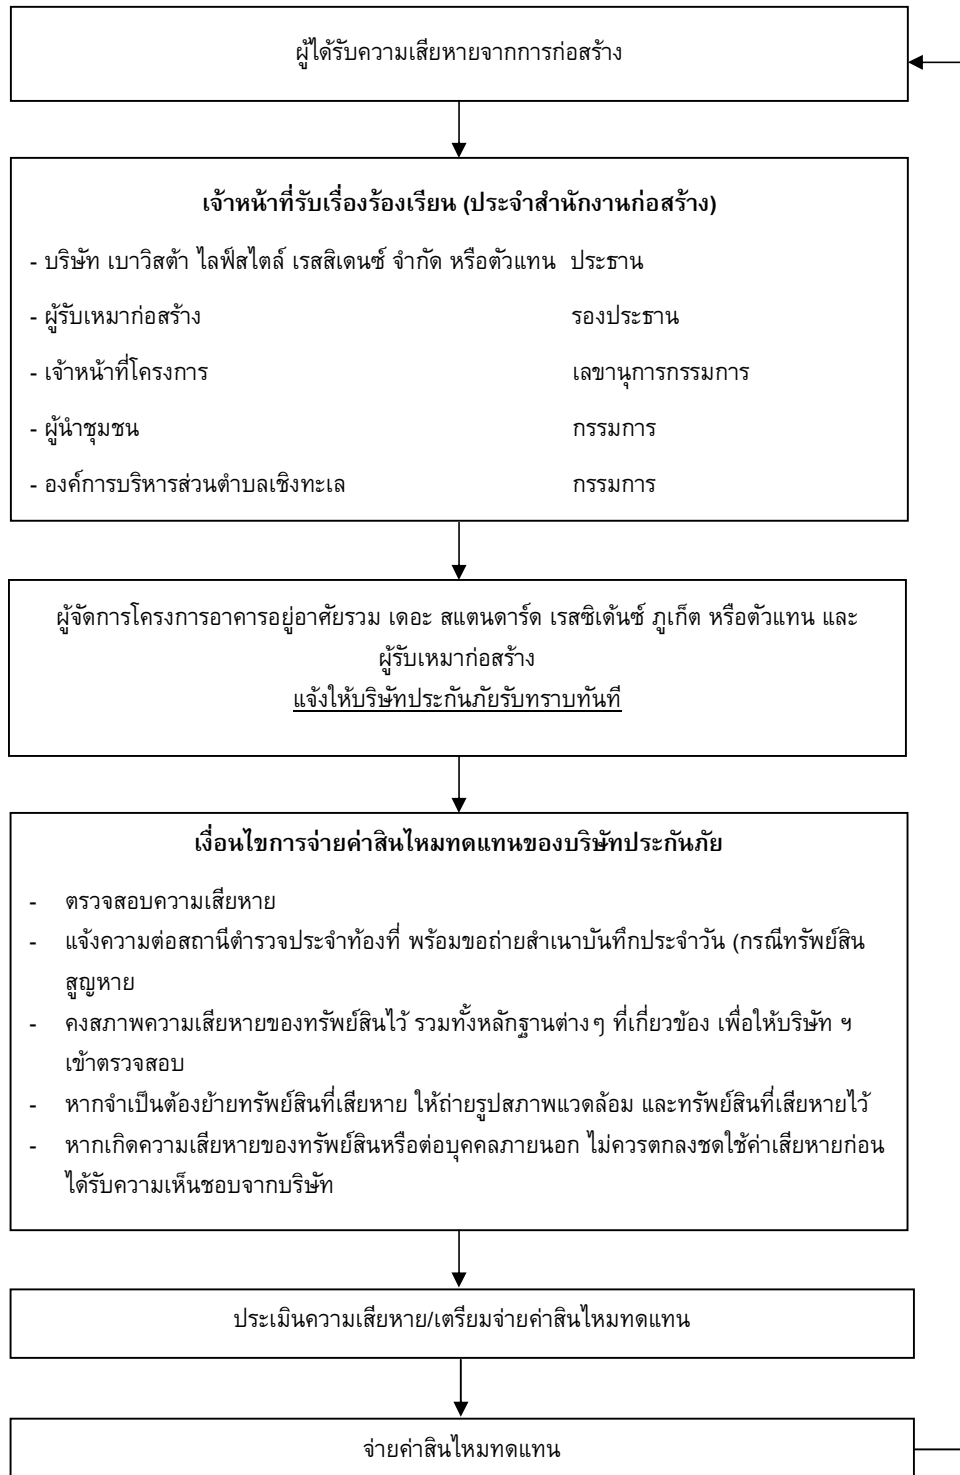 ผู้ได้รับความเสียหายจากการก่อสร้าง
เจ้าหน้าที่รับเรื่องร้องเรียน (ประจำสำนักงานก่อสร้าง)
- บริษัท เบาวิสต้า ไลฟ์สไตล์ เรสสิเดนซ์ จำกัด หรือตัวแทน ประธาน
- ผู้รับเหมาก่อสร้าง รองประธาน
- เจ้าหน้าที่โครงการ เลขานุการกรรมการ
- ผู้นำชุมชน กรรมการ
- องค์การบริหารส่วนตำบลเชิงทะเล กรรมการ
ผู้จัดการโครงการอาคารอยู่อาศัยรวม เดอะ สแตนดาร์ด เรสซิเด้นซ์ ภูเก็ต หรือตัวแทน และ
ผู้รับเหมาก่อสร้าง
แจ้งให้บริษัทประกันภัยรับทราบทันที
เงื่อนไขการจ่ายค่าสินไหมทดแทนของบริษัทประกันภัย
- ตรวจสอบความเสียหาย
- แจ้งความต่อสถานีตำรวจประจำท้องที่ พร้อมขอถ่ายสำเนาบันทึกประจำวัน (กรณีทรัพย์สิน
สูญหาย
- คงสภาพความเสียหายของทรัพย์สินไว้ รวมทั้งหลักฐานต่างๆ ที่เกี่ยวข้อง เพื่อให้บริษัท ฯ
เข้าตรวจสอบ
- หากจำเป็นต้องย้ายทรัพย์สินที่เสียหาย ให้ถ่ายรูปสภาพแวดล้อม และทรัพย์สินที่เสียหายไว้
- หากเกิดความเสียหายของทรัพย์สินหรือต่อบุคคลภายนอก ไม่ควรตกลงชดใช้ค่าเสียหายก่อน
ได้รับความเห็นชอบจากบริษัท
ประเมินความเสียหาย/เตรียมจ่ายค่าสินไหมทดแทน
จ่ายค่าสินไหมทดแทน